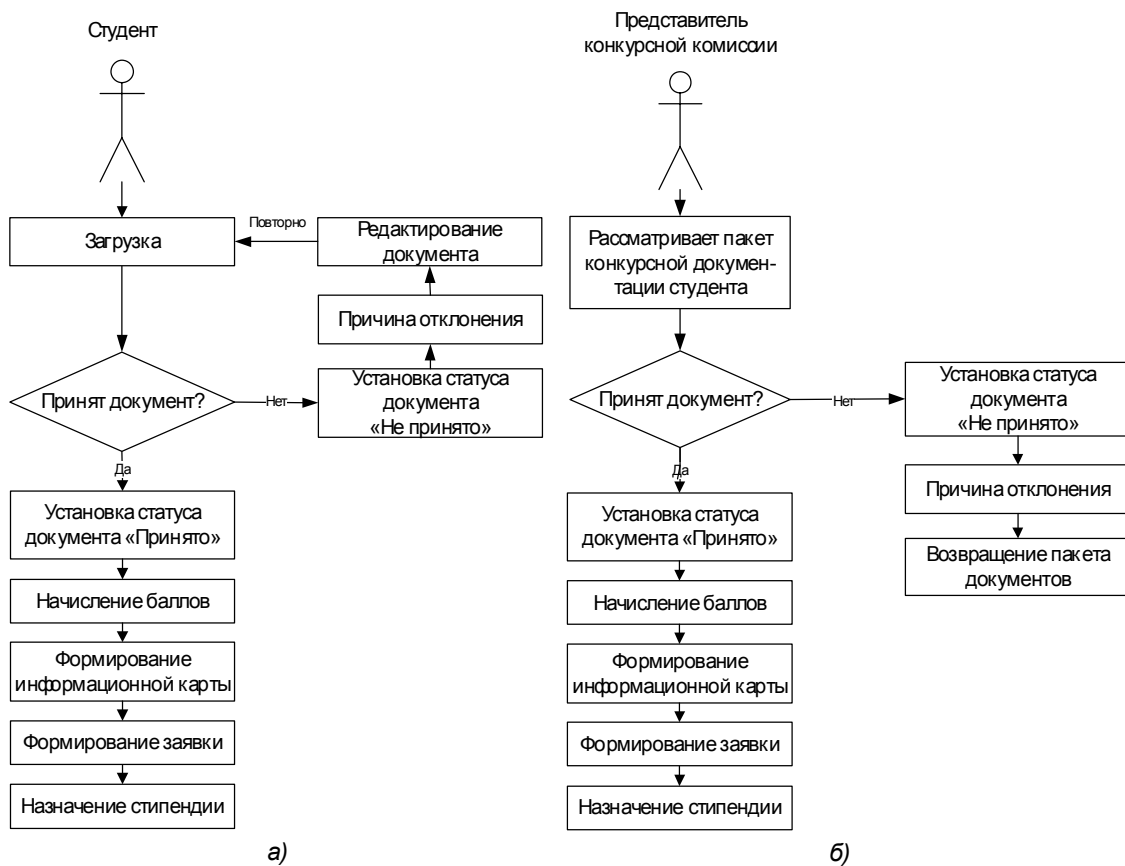 Студент
Загрузка
Повторно
Редактирование
документа
Причина отклонения
Установка статуса
документа
«Не принято»
Нет
Принят документ?
Да
Установка статуса
документа «Принято»
Начисление баллов
Формирование
информационной карты
Формирование заявки
Назначение стипендии
а)
Представитель
конкурсной комиссии
Рассматривает пакет
конкурсной докумен-
тации студента
Принят документ?
Нет
Установка статуса
документа
«Не принято»
Причина отклонения
Возвращение пакета
документов
Да
Установка статуса
документа «Принято»
Начисление баллов
Формирование
информационной карты
Формирование заявки
Назначение стипендии
б)